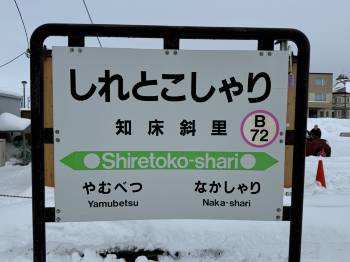 しれとこしゃり
知床斜里
B
72
Shiretoko-shari
やむべつ なかしゃり
Yamubetsu Naka-shari